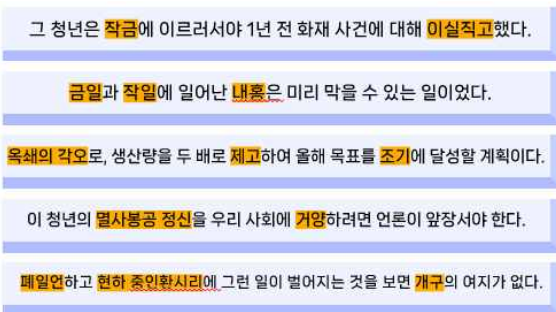 그 청년은 작금에 이르러서야 1년 전 화재 사건에 대해 이실직고했다.
금일과 작일에 일어난 내홍은 미리 막을 수 있는 일이었다.
옥쇄의 각오로, 생산량을 두 배로 제고하여 올해 목표를 조기에 달성할 계획이다.
이 청년의 멸사봉공 정신을 우리 사회에 거양하려면 언론이 앞장서야 한다.
폐일언하고 현하 중인환시리에 그런 일이 벌어지는 것을 보면 개구의 여지가 없다.